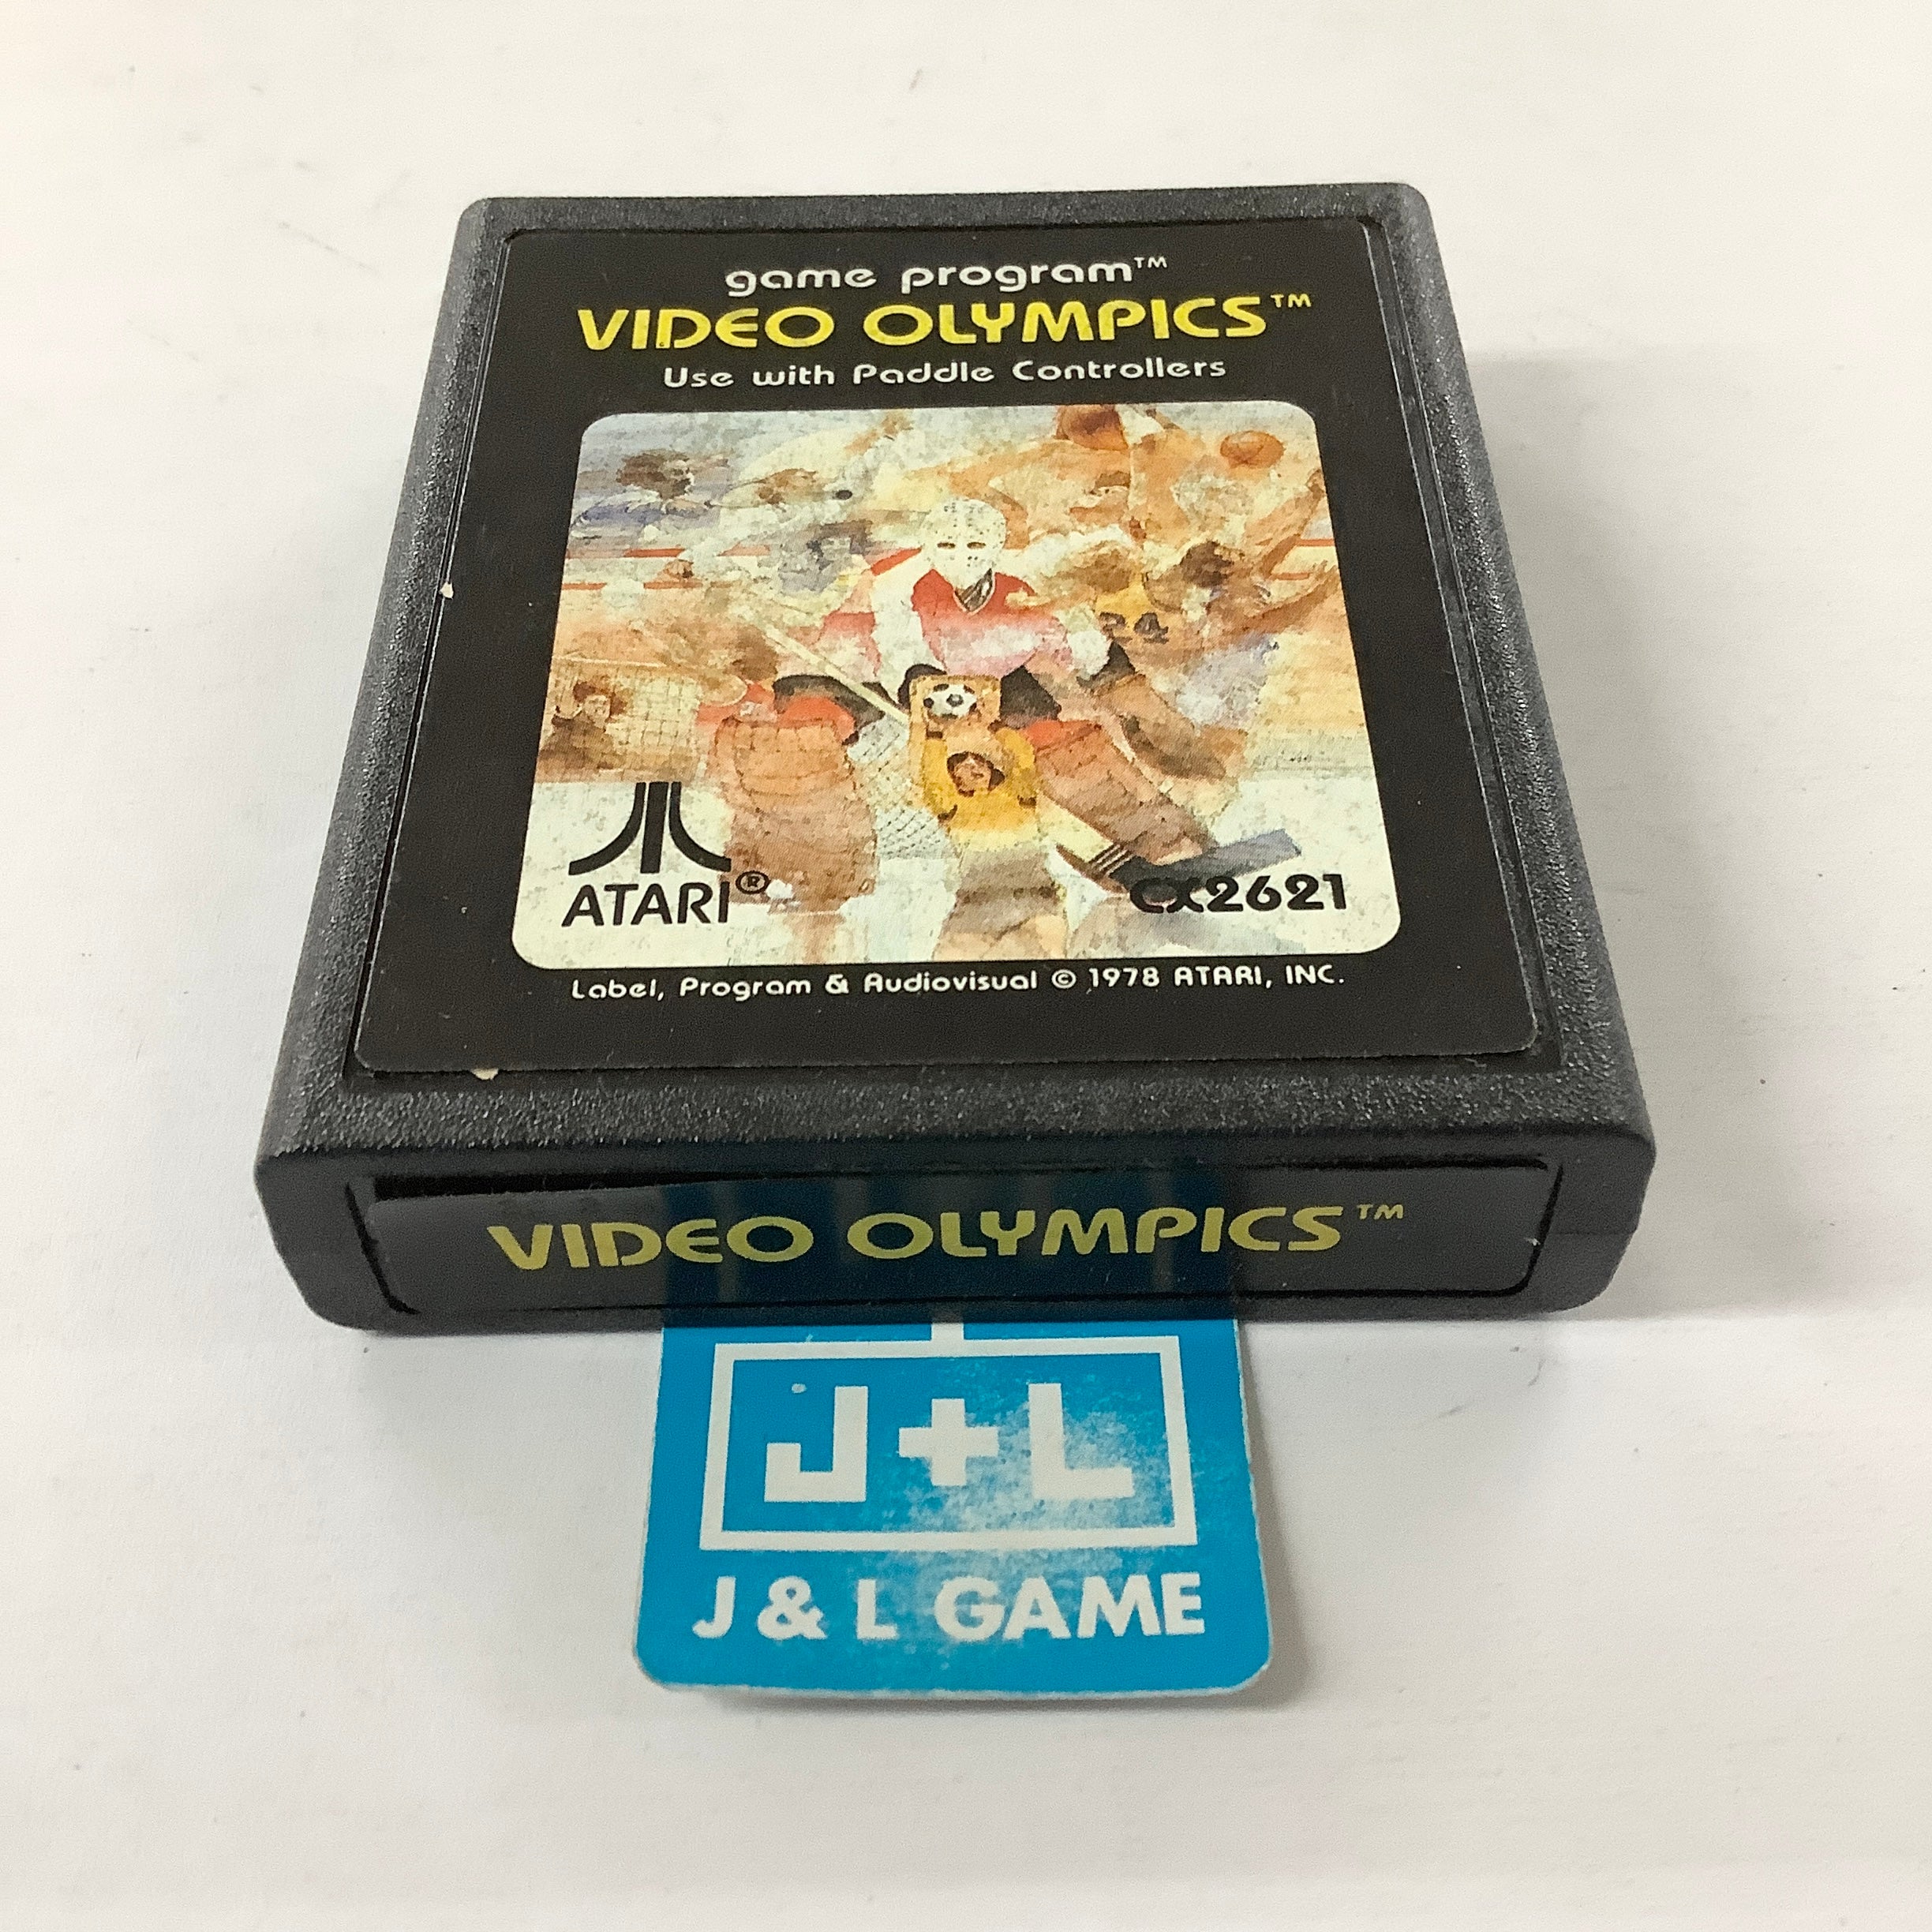 game program™
VIDEO OLYMPICS™
Use with Paddle Controllers
24
ATARI®
CX2621
Label, Program & Audiovisual © 1978 ATARI, INC.
VIDEO OLYMPICS™
J+L
J & L GAME